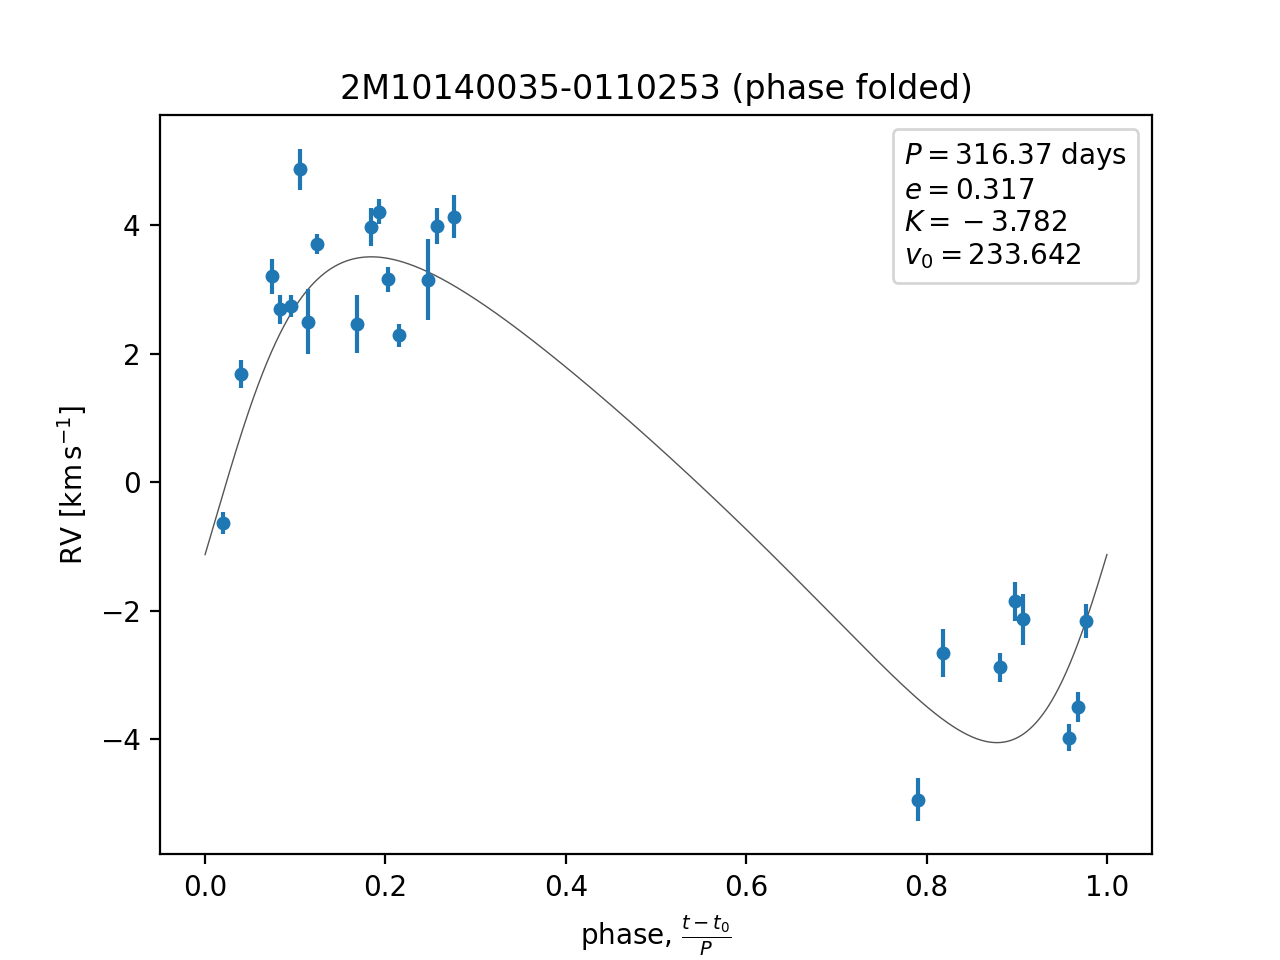 2M10140035-0110253 (phase folded)
P = 316.37 days
e = 0.317
K = −3.782
v₀ = 233.642
RV [km s⁻¹]
4
2
0
−2
−4
0.0 0.2 0.4 0.6 0.8 1.0
phase, (t − t₀)/P